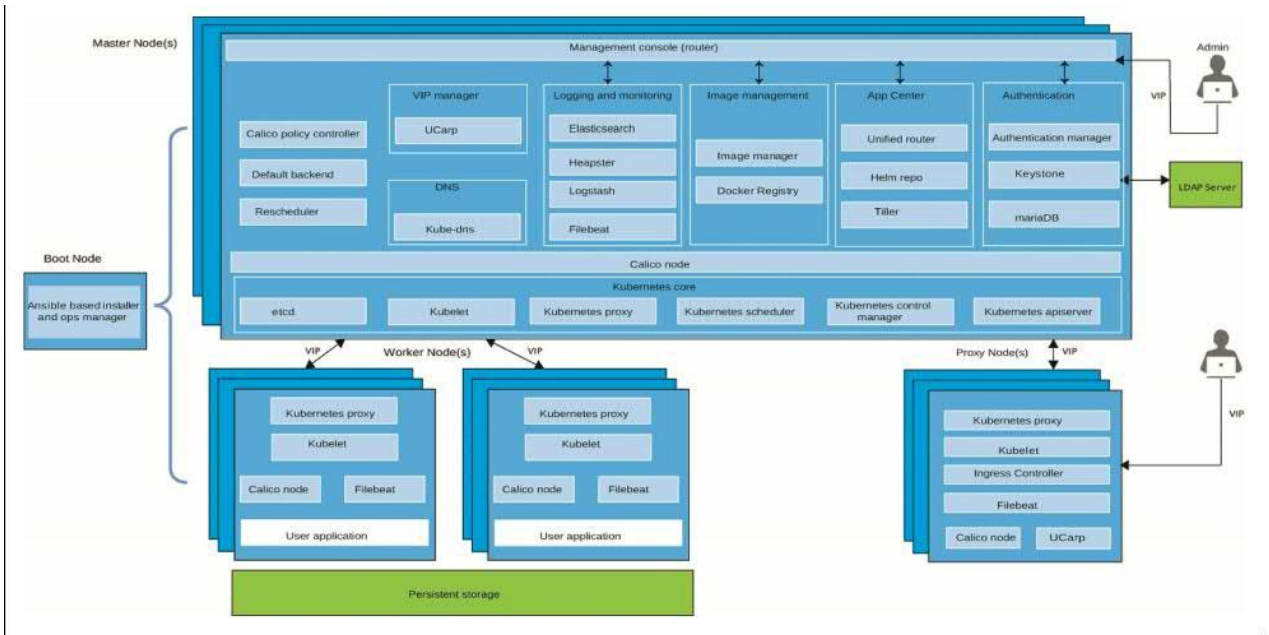 Master Node(s)
Management console (router)
Admin
VIP
VIP manager
UCarp
Logging and monitoring
Elasticsearch
Heapster
Logstash
Filebeat
Image management
Image manager
Docker Registry
App Center
Unified router
Helm repo
Tiller
Authentication
Authentication manager
Keystone
mariaDB
LDAP Server
Calico policy controller
Default backend
Rescheduler
DNS
Kube-dns
Calico node
Kubernetes core
etcd
Kubelet
Kubernetes proxy
Kubernetes scheduler
Kubernetes control
manager
Kubernetes apiserver
Boot Node
Ansible based installer
and ops manager
VIP
Worker Node(s)
VIP
Proxy Node(s)
VIP
VIP
Kubernetes proxy
Kubelet
Calico node
Filebeat
User application
Kubernetes proxy
Kubelet
Calico node
Filebeat
User application
Kubernetes proxy
Kubelet
Ingress Controller
Filebeat
Calico node
UCarp
Persistent storage